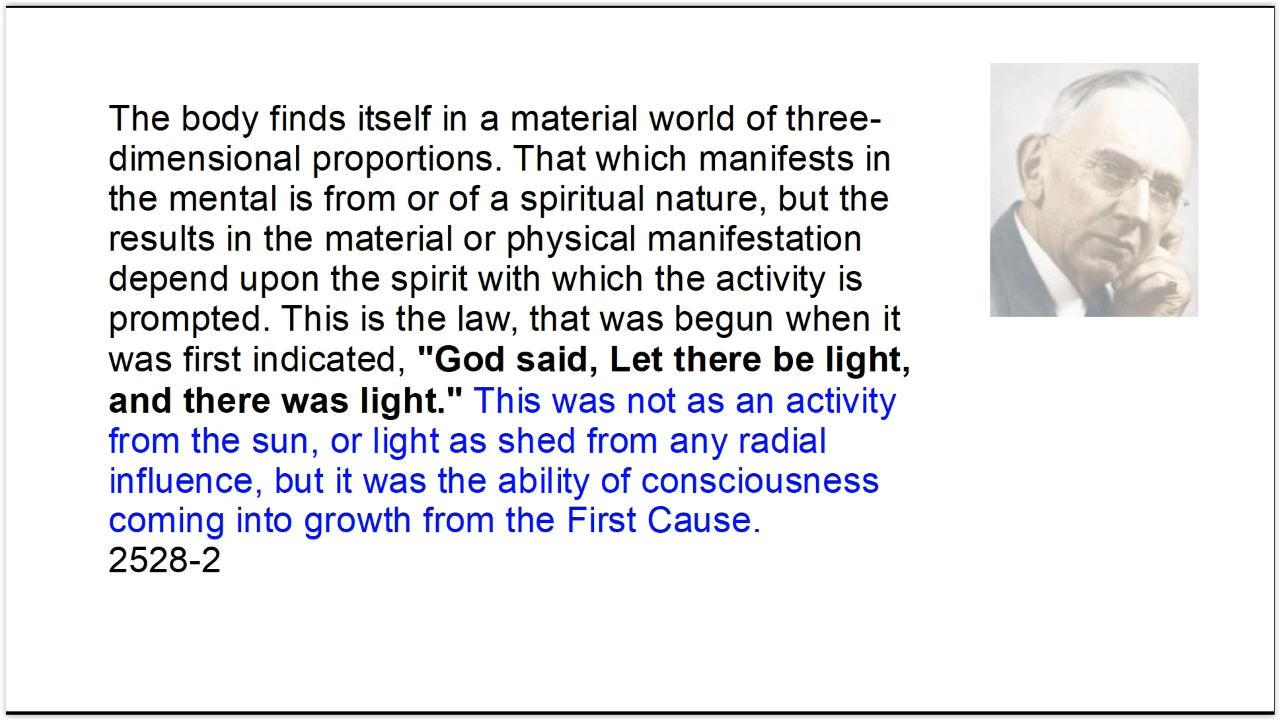 The body finds itself in a material world of three-
dimensional proportions. That which manifests in
the mental is from or of a spiritual nature, but the
results in the material or physical manifestation
depend upon the spirit with which the activity is
prompted. This is the law, that was begun when it
was first indicated, "God said, Let there be light,
and there was light." This was not as an activity
from the sun, or light as shed from any radial
influence, but it was the ability of consciousness
coming into growth from the First Cause.
2528-2